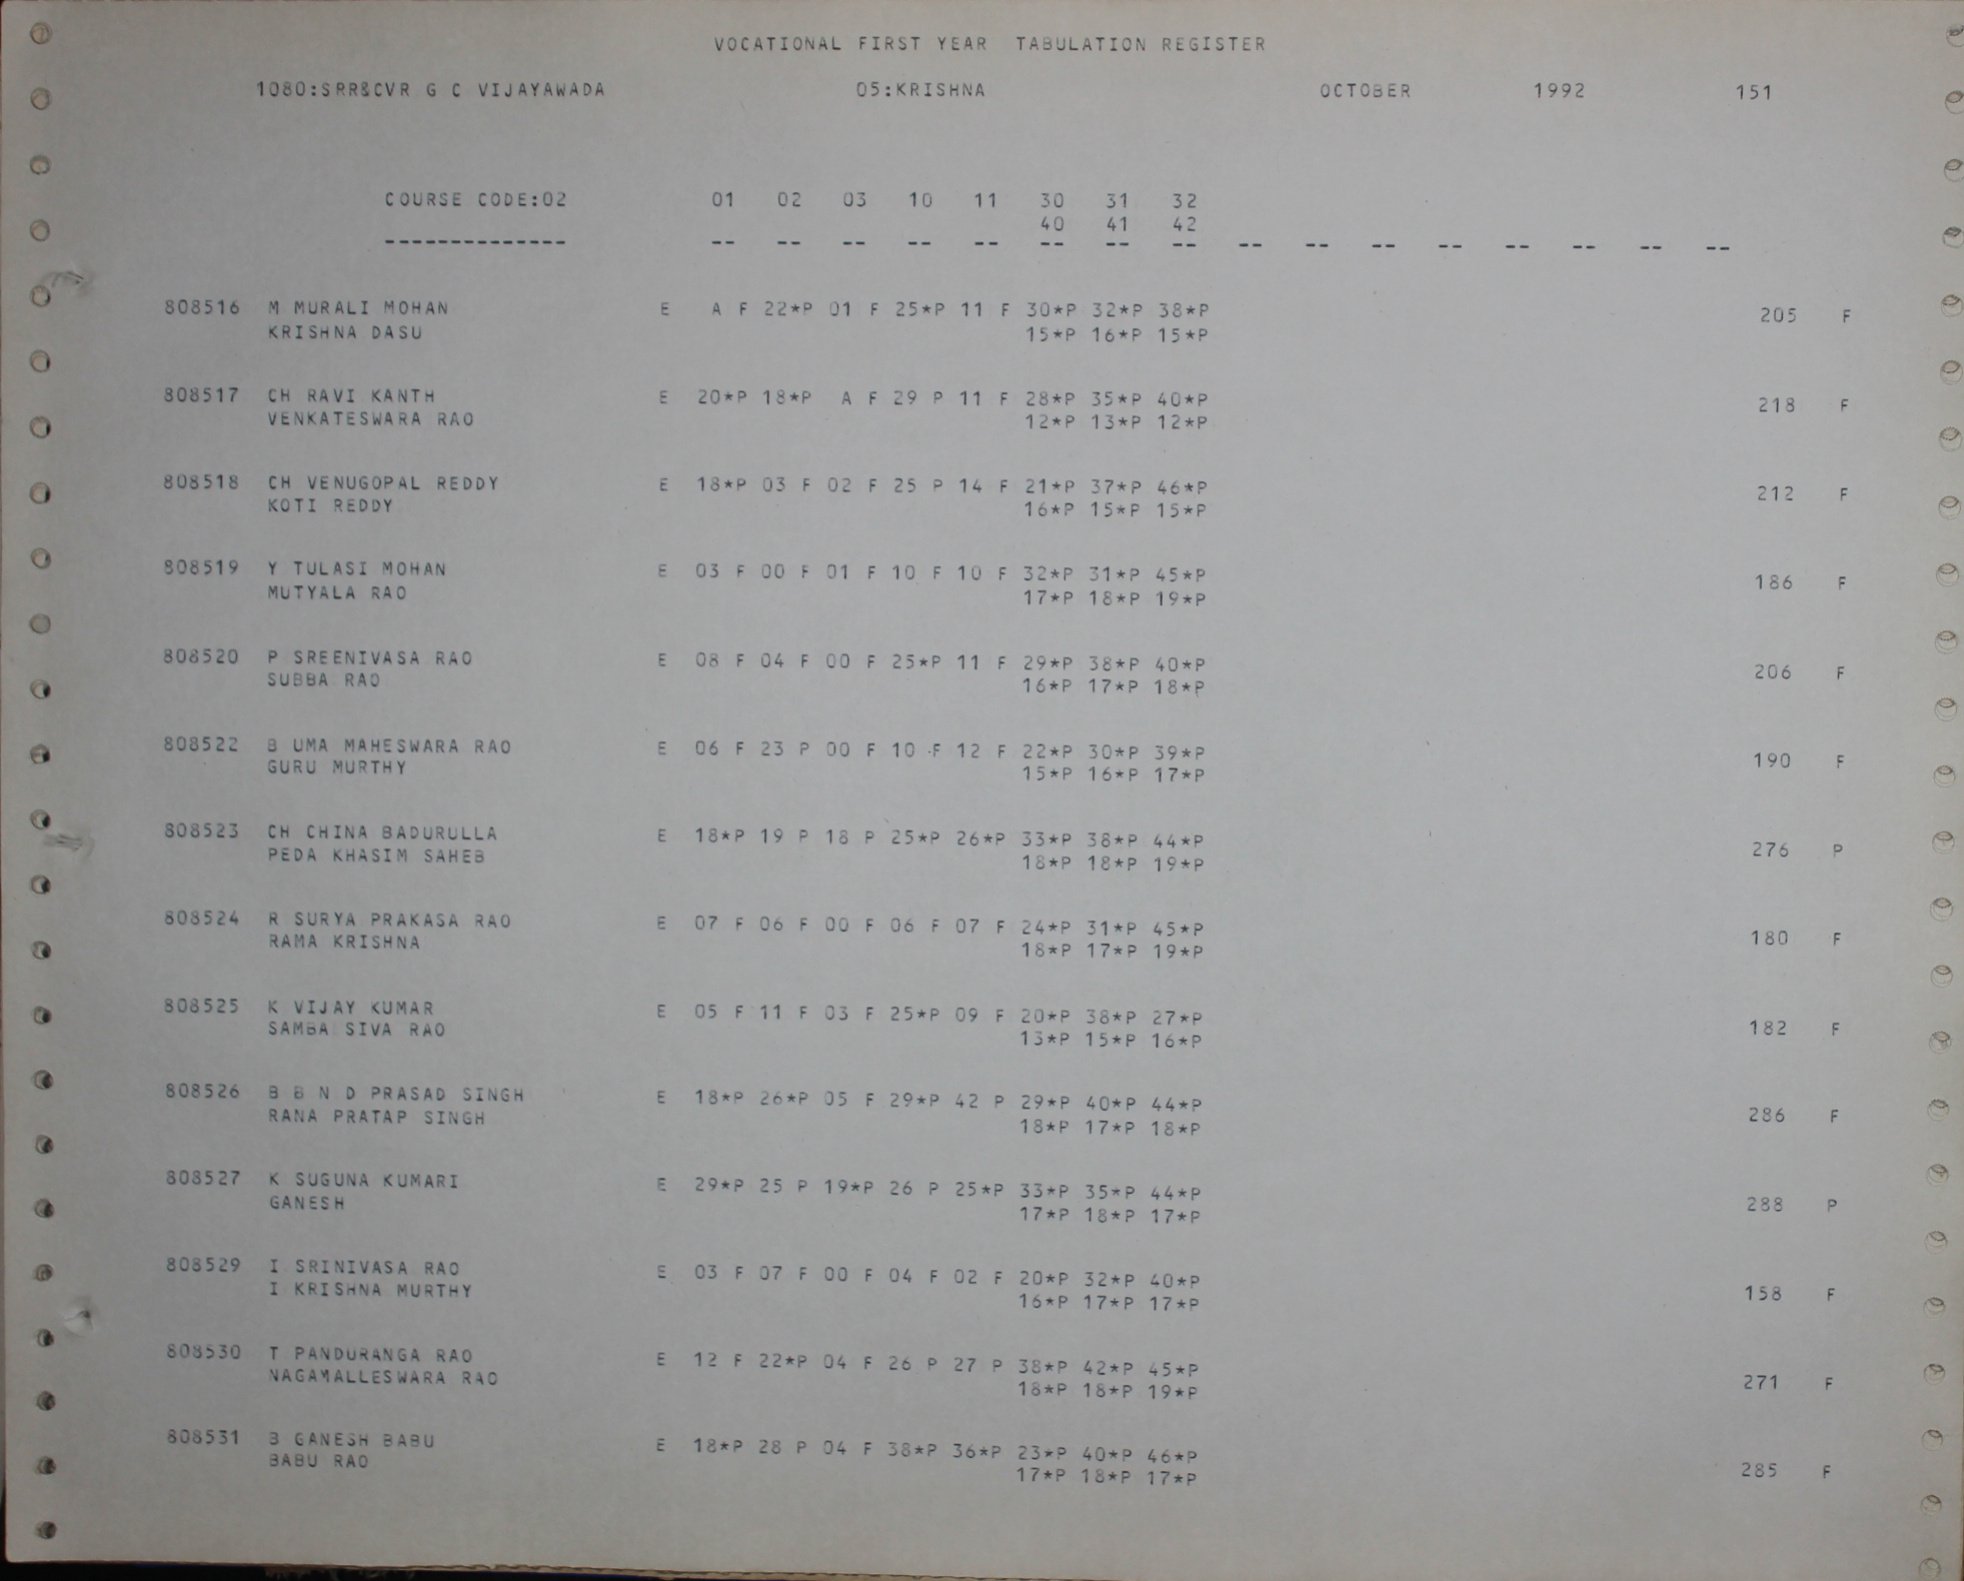 VOCATIONAL FIRST YEAR TABULATION REGISTER
1080:SRR&CVR G C VIJAYAWADA 05:KRISHNA OCTOBER 1992 151
COURSE CODE:02 01 02 03 10 11 30 31 32
40 41 42
-------------- -- -- -- -- -- -- -- -- -- -- -- -- -- -- -- --
808516 M MURALI MOHAN E A F 22*P 01 F 25*P 11 F 30*P 32*P 38*P 205 F
KRISHNA DASU 15*P 16*P 15*P
808517 CH RAVI KANTH E 20*P 18*P A F 29 P 11 F 28*P 35*P 40*P 218 F
VENKATESWARA RAO 12*P 13*P 12*P
808518 CH VENUGOPAL REDDY E 18*P 03 F 02 F 25 P 14 F 21*P 37*P 46*P 212 F
KOTI REDDY 16*P 15*P 15*P
808519 Y TULASI MOHAN E 03 F 00 F 01 F 10 F 10 F 32*P 31*P 45*P 186 F
MUTYALA RAO 17*P 18*P 19*P
808520 P SREENIVASA RAO E 08 F 04 F 00 F 25*P 11 F 29*P 38*P 40*P 206 F
SUBBA RAO 16*P 17*P 18*P
808522 B UMA MAHESWARA RAO E 06 F 23 P 00 F 10 F 12 F 22*P 30*P 39*P 190 F
GURU MURTHY 15*P 16*P 17*P
808523 CH CHINA BADURULLA E 18*P 19 P 18 P 25*P 26*P 33*P 38*P 44*P 276 P
PEDA KHASIM SAHEB 18*P 18*P 19*P
808524 R SURYA PRAKASA RAO E 07 F 06 F 00 F 06 F 07 F 24*P 31*P 45*P 180 F
RAMA KRISHNA 18*P 17*P 19*P
808525 K VIJAY KUMAR E 05 F 11 F 03 F 25*P 09 F 20*P 38*P 27*P 182 F
SAMBA SIVA RAO 13*P 15*P 16*P
808526 B B N D PRASAD SINGH E 18*P 26*P 05 F 29*P 42 P 29*P 40*P 44*P 286 F
RANA PRATAP SINGH 18*P 17*P 18*P
808527 K SUGUNA KUMARI E 29*P 25 P 19*P 26 P 25*P 33*P 35*P 44*P 288 P
GANESH 17*P 18*P 17*P
808529 I SRINIVASA RAO E 03 F 07 F 00 F 04 F 02 F 20*P 32*P 40*P 158 F
I KRISHNA MURTHY 16*P 17*P 17*P
808530 T PANDURANGA RAO E 12 F 22*P 04 F 26 P 27 P 38*P 42*P 45*P 271 F
NAGAMALLESWARA RAO 18*P 18*P 19*P
808531 B GANESH BABU E 18*P 28 P 04 F 38*P 36*P 23*P 40*P 46*P 285 F
BABU RAO 17*P 18*P 17*P